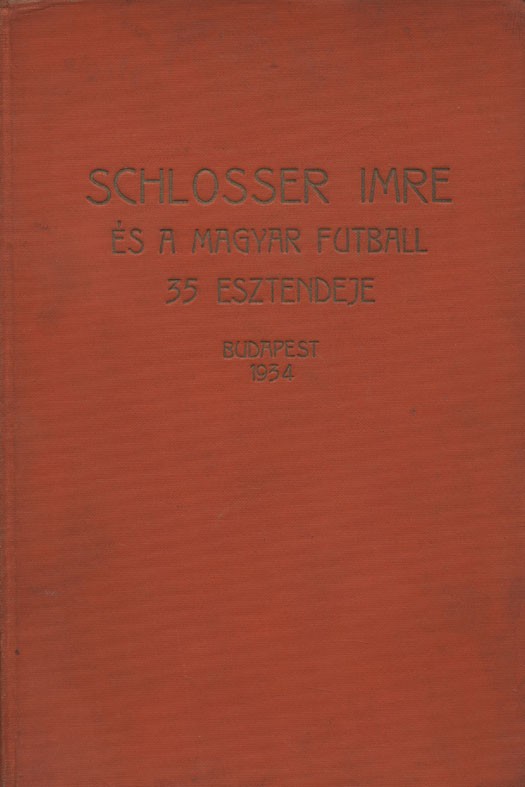 SCHLOSSER IMRE
ÉS A MAGYAR FUTBALL
35 ESZTENDEJE
BUDAPEST
1934